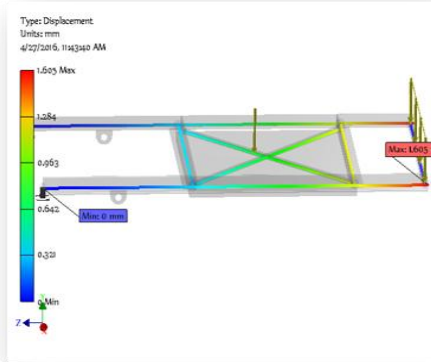 Type: Displacement
Units: mm
4/27/2016, 11:43:40 AM
1.605 Max
1.284
0.963
0.642
0.321
0 Min
Max: 1.605
Min: 0 mm
Z